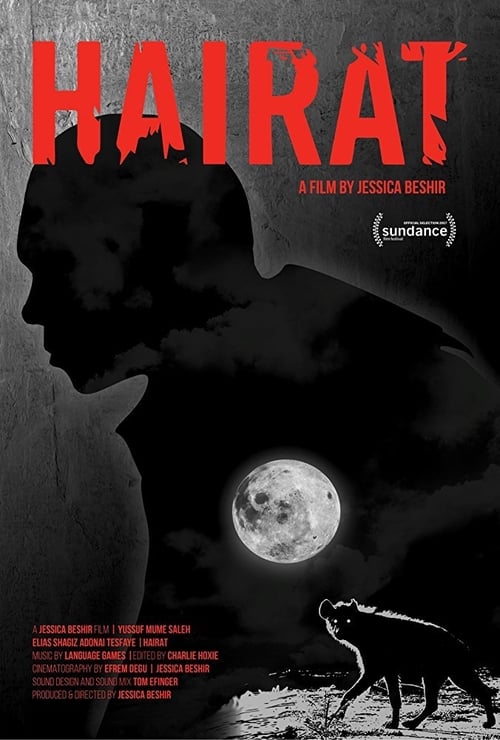 HAIRAT
A FILM BY JESSICA BESHIR
OFFICIAL SELECTION 2017
sundance
film festival
A JESSICA BESHIR FILM | YUSSUF MUME SALEH
ELIAS SHAGIZ ADONAI TESFAYE | HAIRAT
MUSIC BY LANGUAGE GAMES | EDITED BY CHARLIE HOXIE
CINEMATOGRAPHY BY EFREM DEGU | JESSICA BESHIR
SOUND DESIGN AND SOUND MIX TOM EFINGER
PRODUCED & DIRECTED BY JESSICA BESHIR